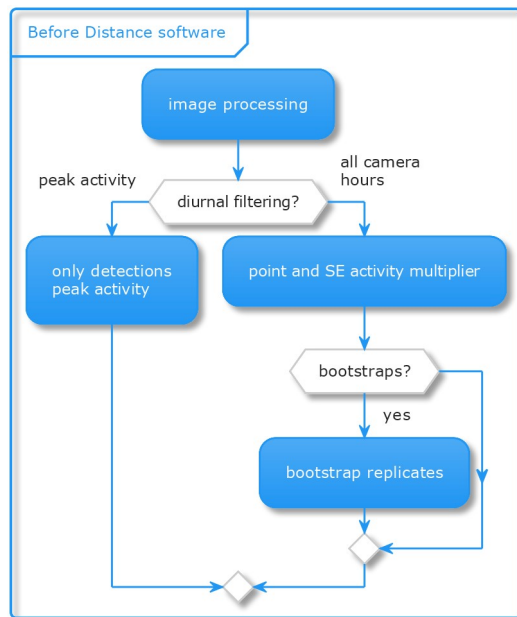 Before Distance software
image processing
peak activity
all camera
hours
diurnal filtering?
only detections
peak activity
point and SE activity multiplier
bootstraps?
yes
bootstrap replicates